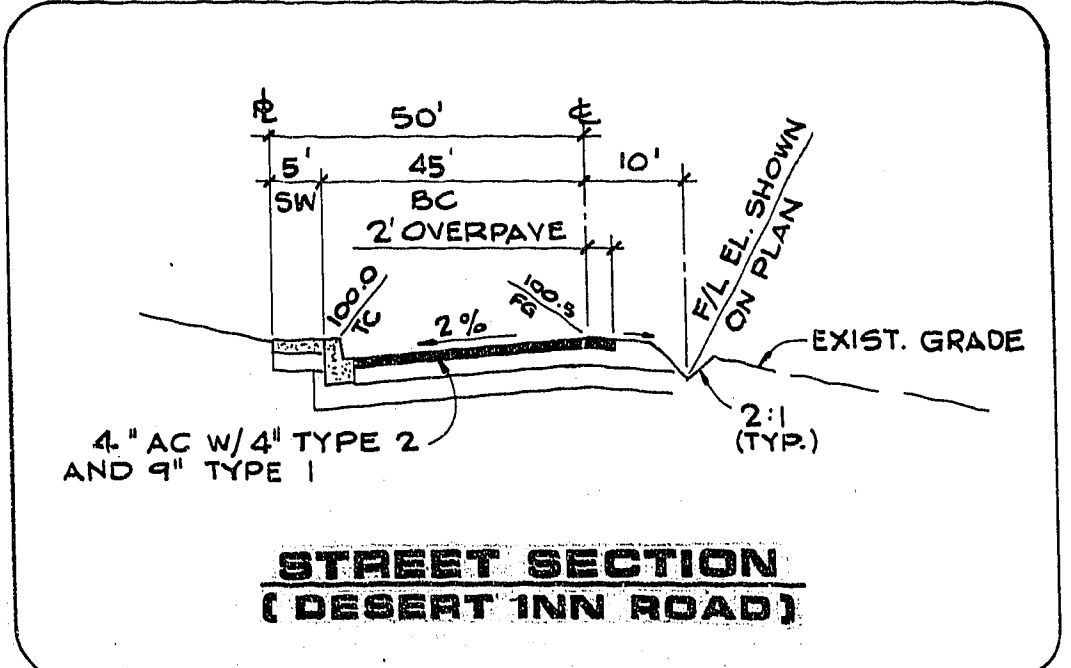 ℄
50'
℄
5'
45'
10'
SW
BC
2' OVERPAVE
F/L EL. SHOWN
ON PLAN
100.0
TC
100.5
FG
2%
EXIST. GRADE
4" AC W/4" TYPE 2
AND 9" TYPE 1
2:1
(TYP.)
STREET SECTION
(DESERT INN ROAD)